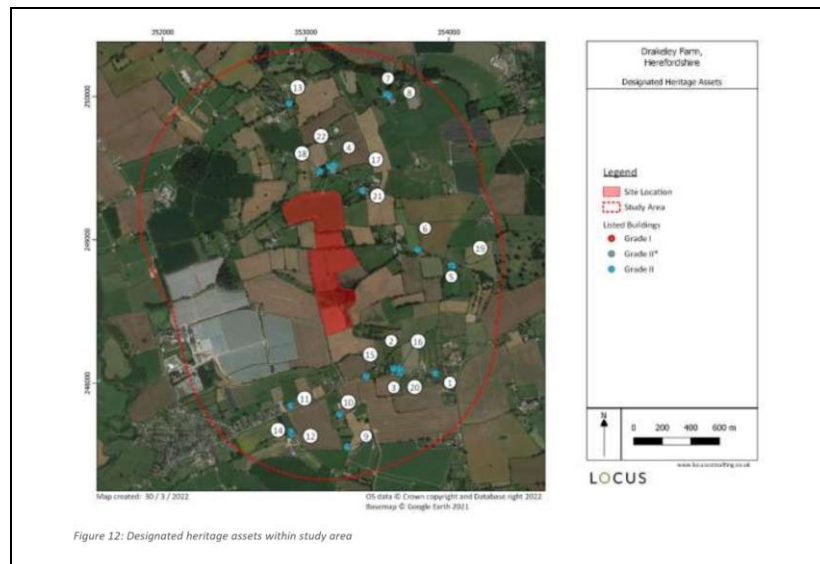 352000 353000 354000
250000
249000
248000
13
7
8
22
18
4
17
21
6
19
5
2
16
15
3
20
1
11
10
14
12
9
Map created: 30 / 3 / 2022
OS data © Crown copyright and Database right 2022
Basemap © Google Earth 2021
Drakeley Farm,
Herefordshire
Designated Heritage Assets
Legend
Site Location
Study Area
Listed Buildings
Grade I
Grade II*
Grade II
N
0 200 400 600 m
www.locusconsulting.co.uk
LOCUS
Figure 12: Designated heritage assets within study area